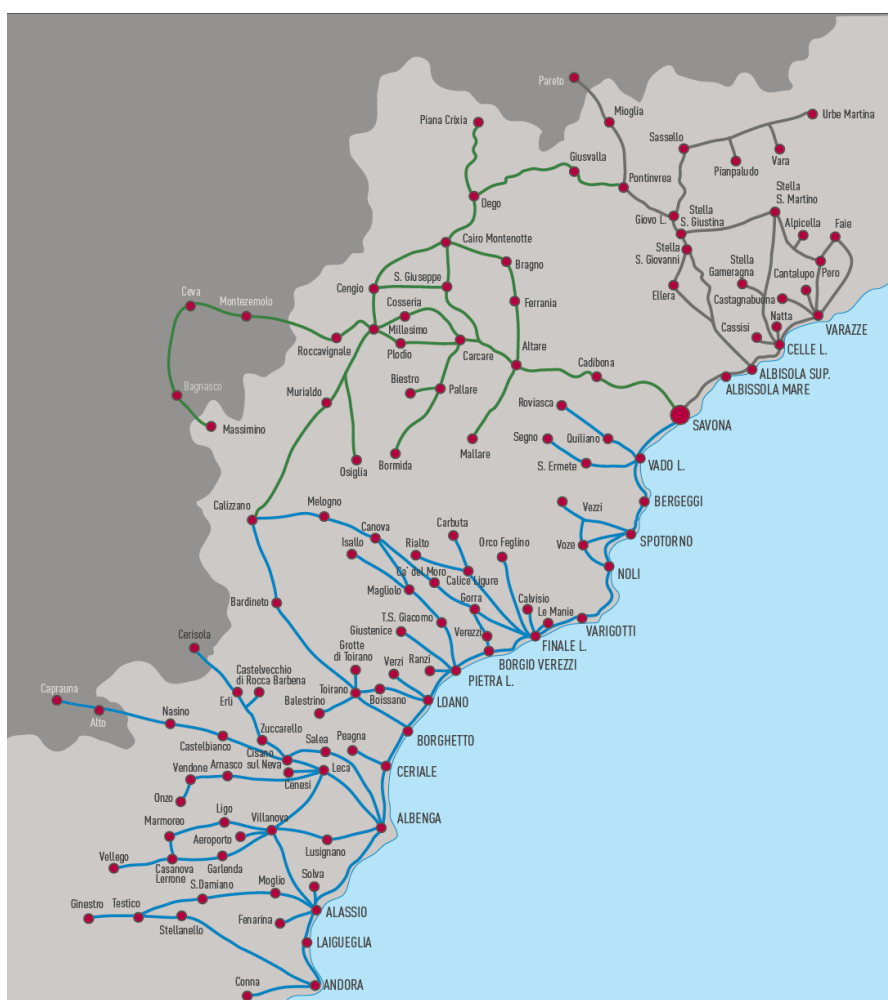 Pareto
Mioglia
Urbe Martina
Piana Crixia
Sassello
Giusvalla
Pianpaludo
Vara
Pontinvrea
Stella
S. Martino
Dego
Giovo L.
Stella
S. Giustina
Alpicella
Faie
Cairo Montenotte
Stella
S. Giovanni
Bragno
Stella
Gameragna
Cantalupo
Pero
S. Giuseppe
Cengio
Ellera
Castagnabuona
Ceva
Montezemolo
Cosseria
Ferrania
Natta
VARAZZE
Millesimo
Cassisi
Roccavignale
Plodio
Carcare
Altare
CELLE L.
Cadibona
ALBISOLA SUP.
Bagnasco
Murialdo
Biestro
Pallare
ALBISSOLA MARE
Roviasca
Massimino
SAVONA
Segno
Quiliano
Osiglia
Bormida
Mallare
S. Ermete
VADO L.
Calizzano
Melogno
Vezzi
BERGEGGI
Isallo
Canova
Carbuta
Rialto
Orco Feglino
Voze
SPOTORNO
Ca' del Moro
Calice Ligure
NOLI
Magliolo
Bardineto
Gorra
Calvisio
T.S. Giacomo
Le Manie
Giustenice
Verezzi
VARIGOTTI
Cerisola
Grotte
di Toirano
FINALE L.
Verzi
Ranzi
BORGIO VEREZZI
Castelvecchio
di Rocca Barbena
PIETRA L.
Caprauna
Erli
Toirano
Boissano
Balestrino
LOANO
Alto
Nasino
Zuccarello
Castelbianco
Salea
Peagna
BORGHETTO
Cisano
sul Neva
Arnasco
Vendone
Leca
CERIALE
Cenesi
Onzo
Ligo
Villanova
ALBENGA
Marmoreo
Aeroporto
Lusignano
Vellego
Casanova
Lerrone
Garlenda
Solva
S.Damiano
Moglio
Ginestro
Testico
ALASSIO
Stellanello
Fenarina
LAIGUEGLIA
Conna
ANDORA